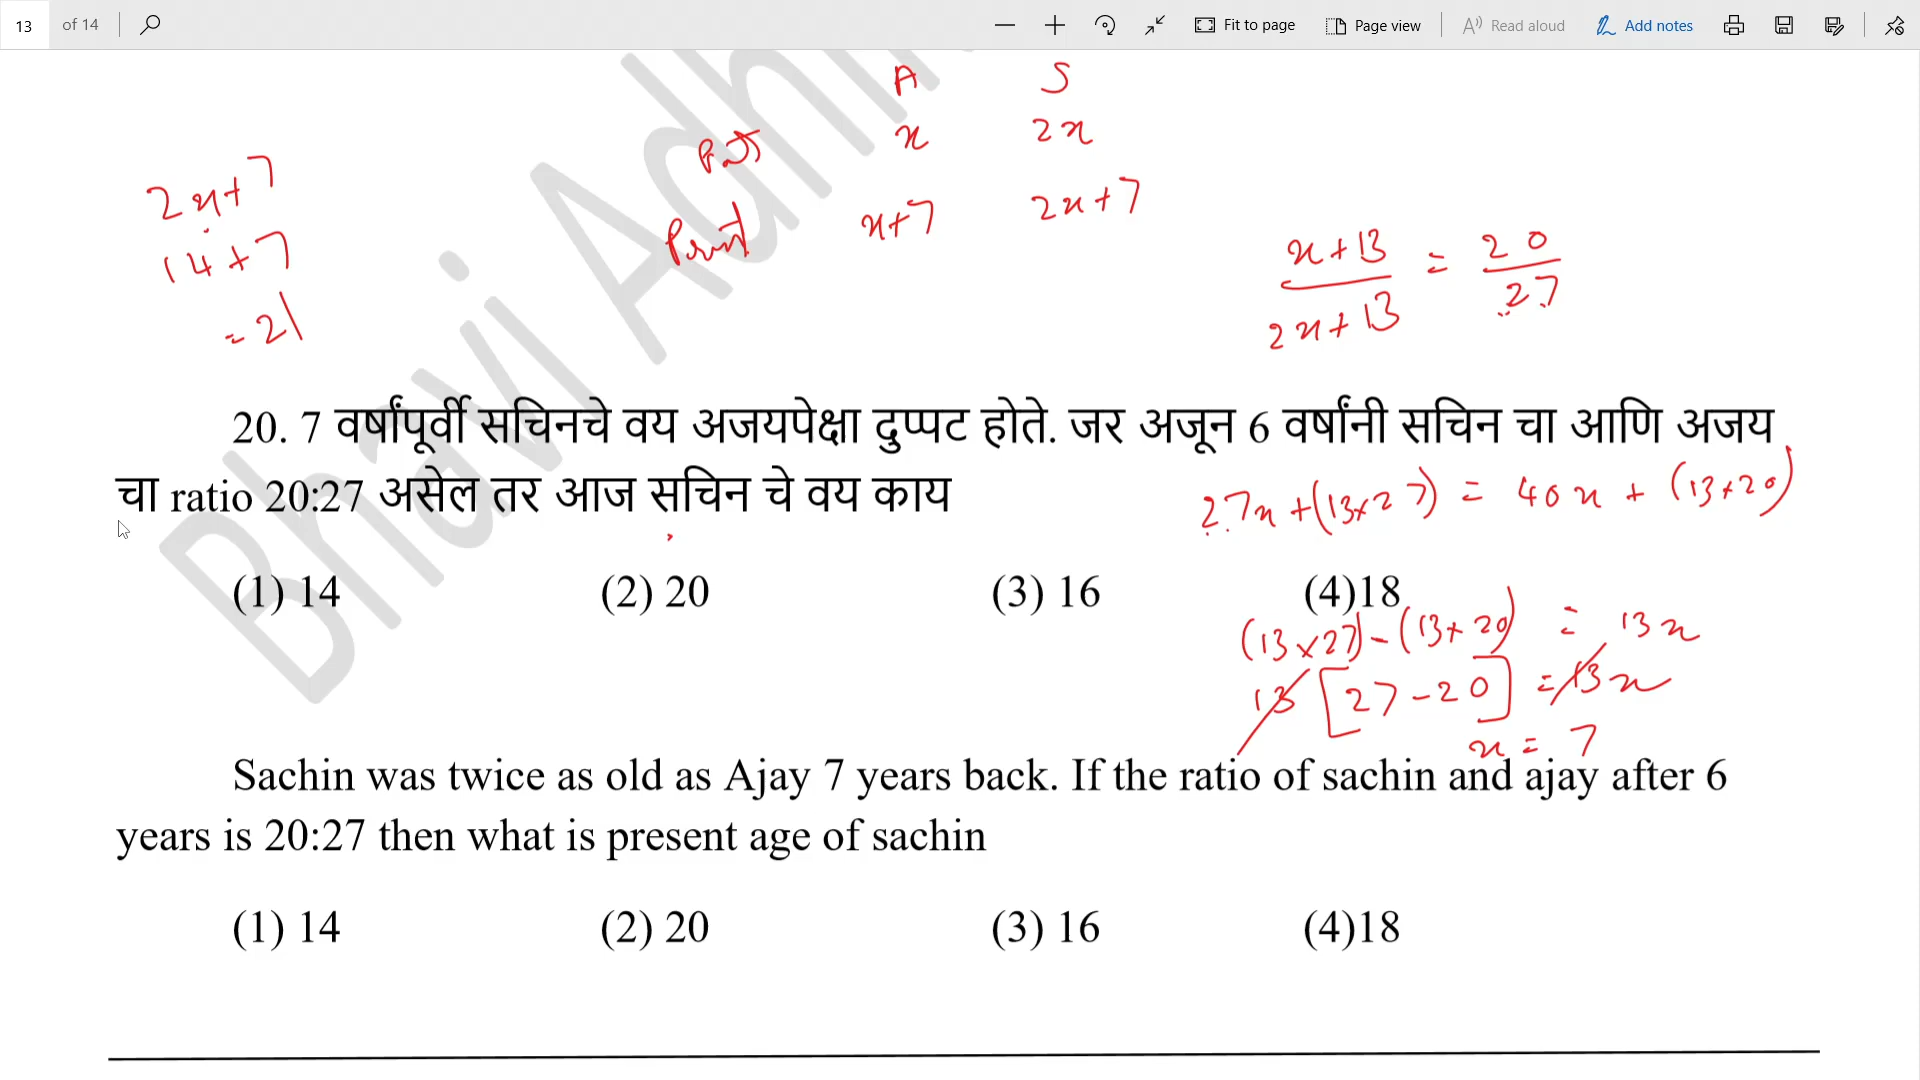 13 of 14 Fit to page Page view Read aloud Add notes
A S
x 2x
x+7 2x+7
2x+7
14+7
=21
x+13 / 2x+13 = 20 / 27
20. 7 वर्षांपूर्वी सचिनचे वय अजयपेक्षा दुप्पट होते. जर अजून 6 वर्षांनी सचिन चा आणि अजय
चा ratio 20:27 असेल तर आज सचिन चे वय काय
27x+(13×27) = 40x + (13×20)
(1) 14 (2) 20 (3) 16 (4)18
(13×27)-(13×20) = 13x
13 [27-20] = 13x
x = 7
Sachin was twice as old as Ajay 7 years back. If the ratio of sachin and ajay after 6
years is 20:27 then what is present age of sachin
(1) 14 (2) 20 (3) 16 (4)18